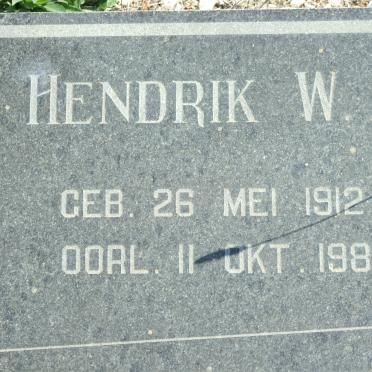 HENDRIK W.
GEB. 26 MEI 1912
OORL. 11 OKT. 198